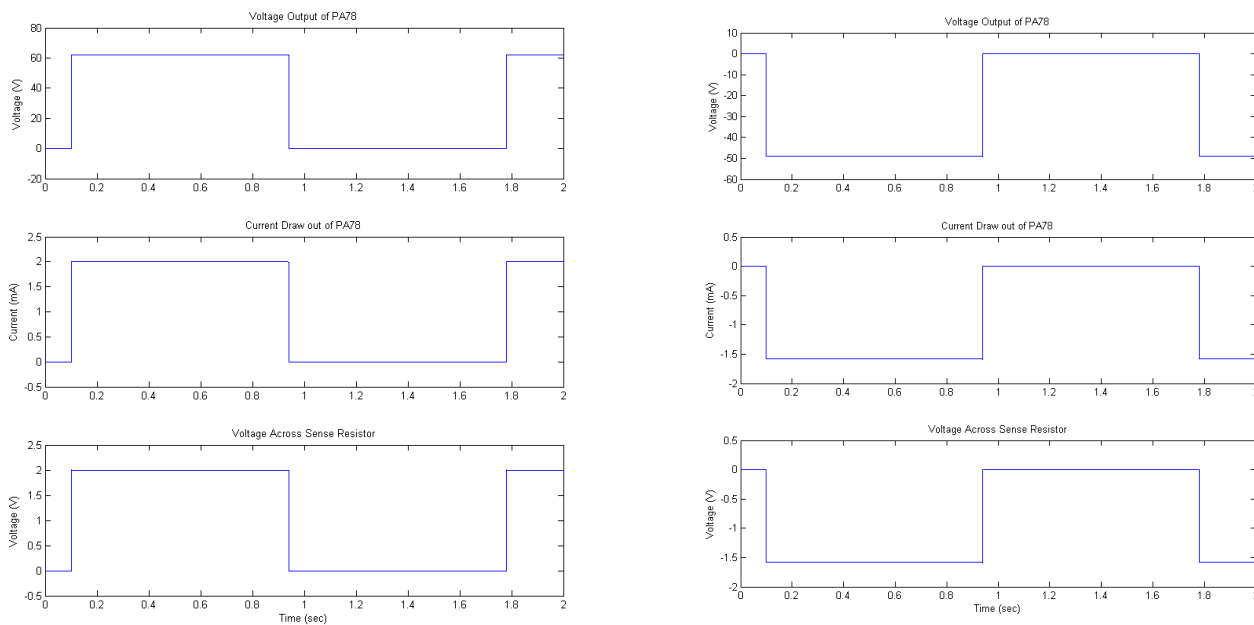 Voltage Output of PA78
Voltage (V)
80
60
40
20
0
-20
0 0.2 0.4 0.6 0.8 1 1.2 1.4 1.6 1.8 2
Current Draw out of PA78
Current (mA)
2.5
2
1.5
1
0.5
0
-0.5
0 0.2 0.4 0.6 0.8 1 1.2 1.4 1.6 1.8 2
Voltage Across Sense Resistor
Voltage (V)
2.5
2
1.5
1
0.5
0
-0.5
0 0.2 0.4 0.6 0.8 1 1.2 1.4 1.6 1.8 2
Time (sec)
Voltage Output of PA78
Voltage (V)
10
0
-10
-20
-30
-40
-50
-60
0 0.2 0.4 0.6 0.8 1 1.2 1.4 1.6 1.8
Current Draw out of PA78
Current (mA)
0.5
0
-0.5
-1
-1.5
-2
0 0.2 0.4 0.6 0.8 1 1.2 1.4 1.6 1.8
Voltage Across Sense Resistor
Voltage (V)
0.5
0
-0.5
-1
-1.5
-2
0 0.2 0.4 0.6 0.8 1 1.2 1.4 1.6 1.8
Time (sec)